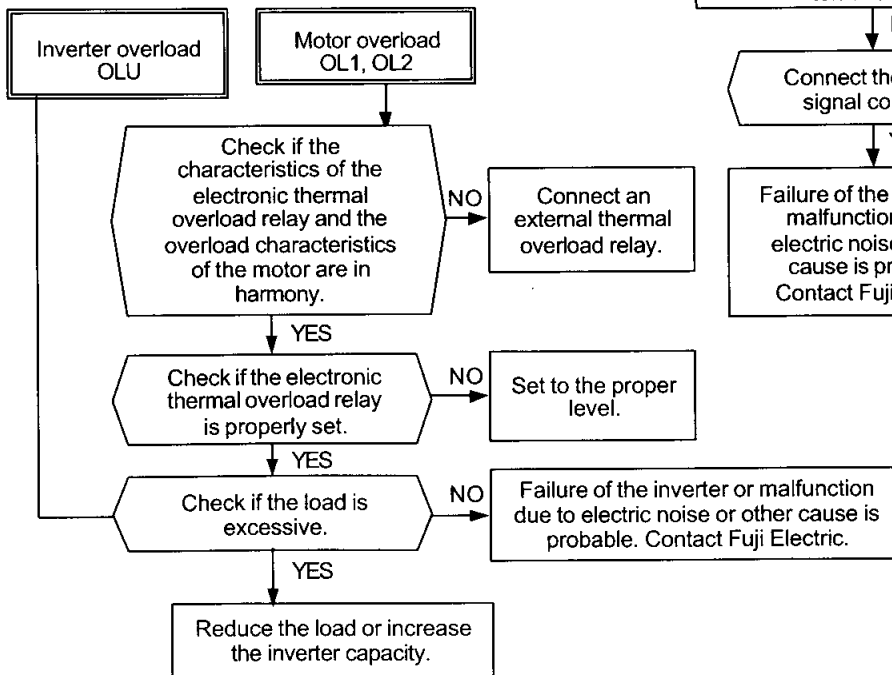 Inverter overload
OLU
Motor overload
OL1, OL2
Connect the
signal co
Check if the
characteristics of the
electronic thermal
overload relay and the
overload characteristics
of the motor are in
harmony.
NO
Connect an
external thermal
overload relay.
Failure of the
malfunction
electric noise
cause is pr
Contact Fuji
YES
Check if the electronic
thermal overload relay
is properly set.
NO
Set to the proper
level.
YES
Check if the load is
excessive.
NO
Failure of the inverter or malfunction
due to electric noise or other cause is
probable. Contact Fuji Electric.
YES
Reduce the load or increase
the inverter capacity.